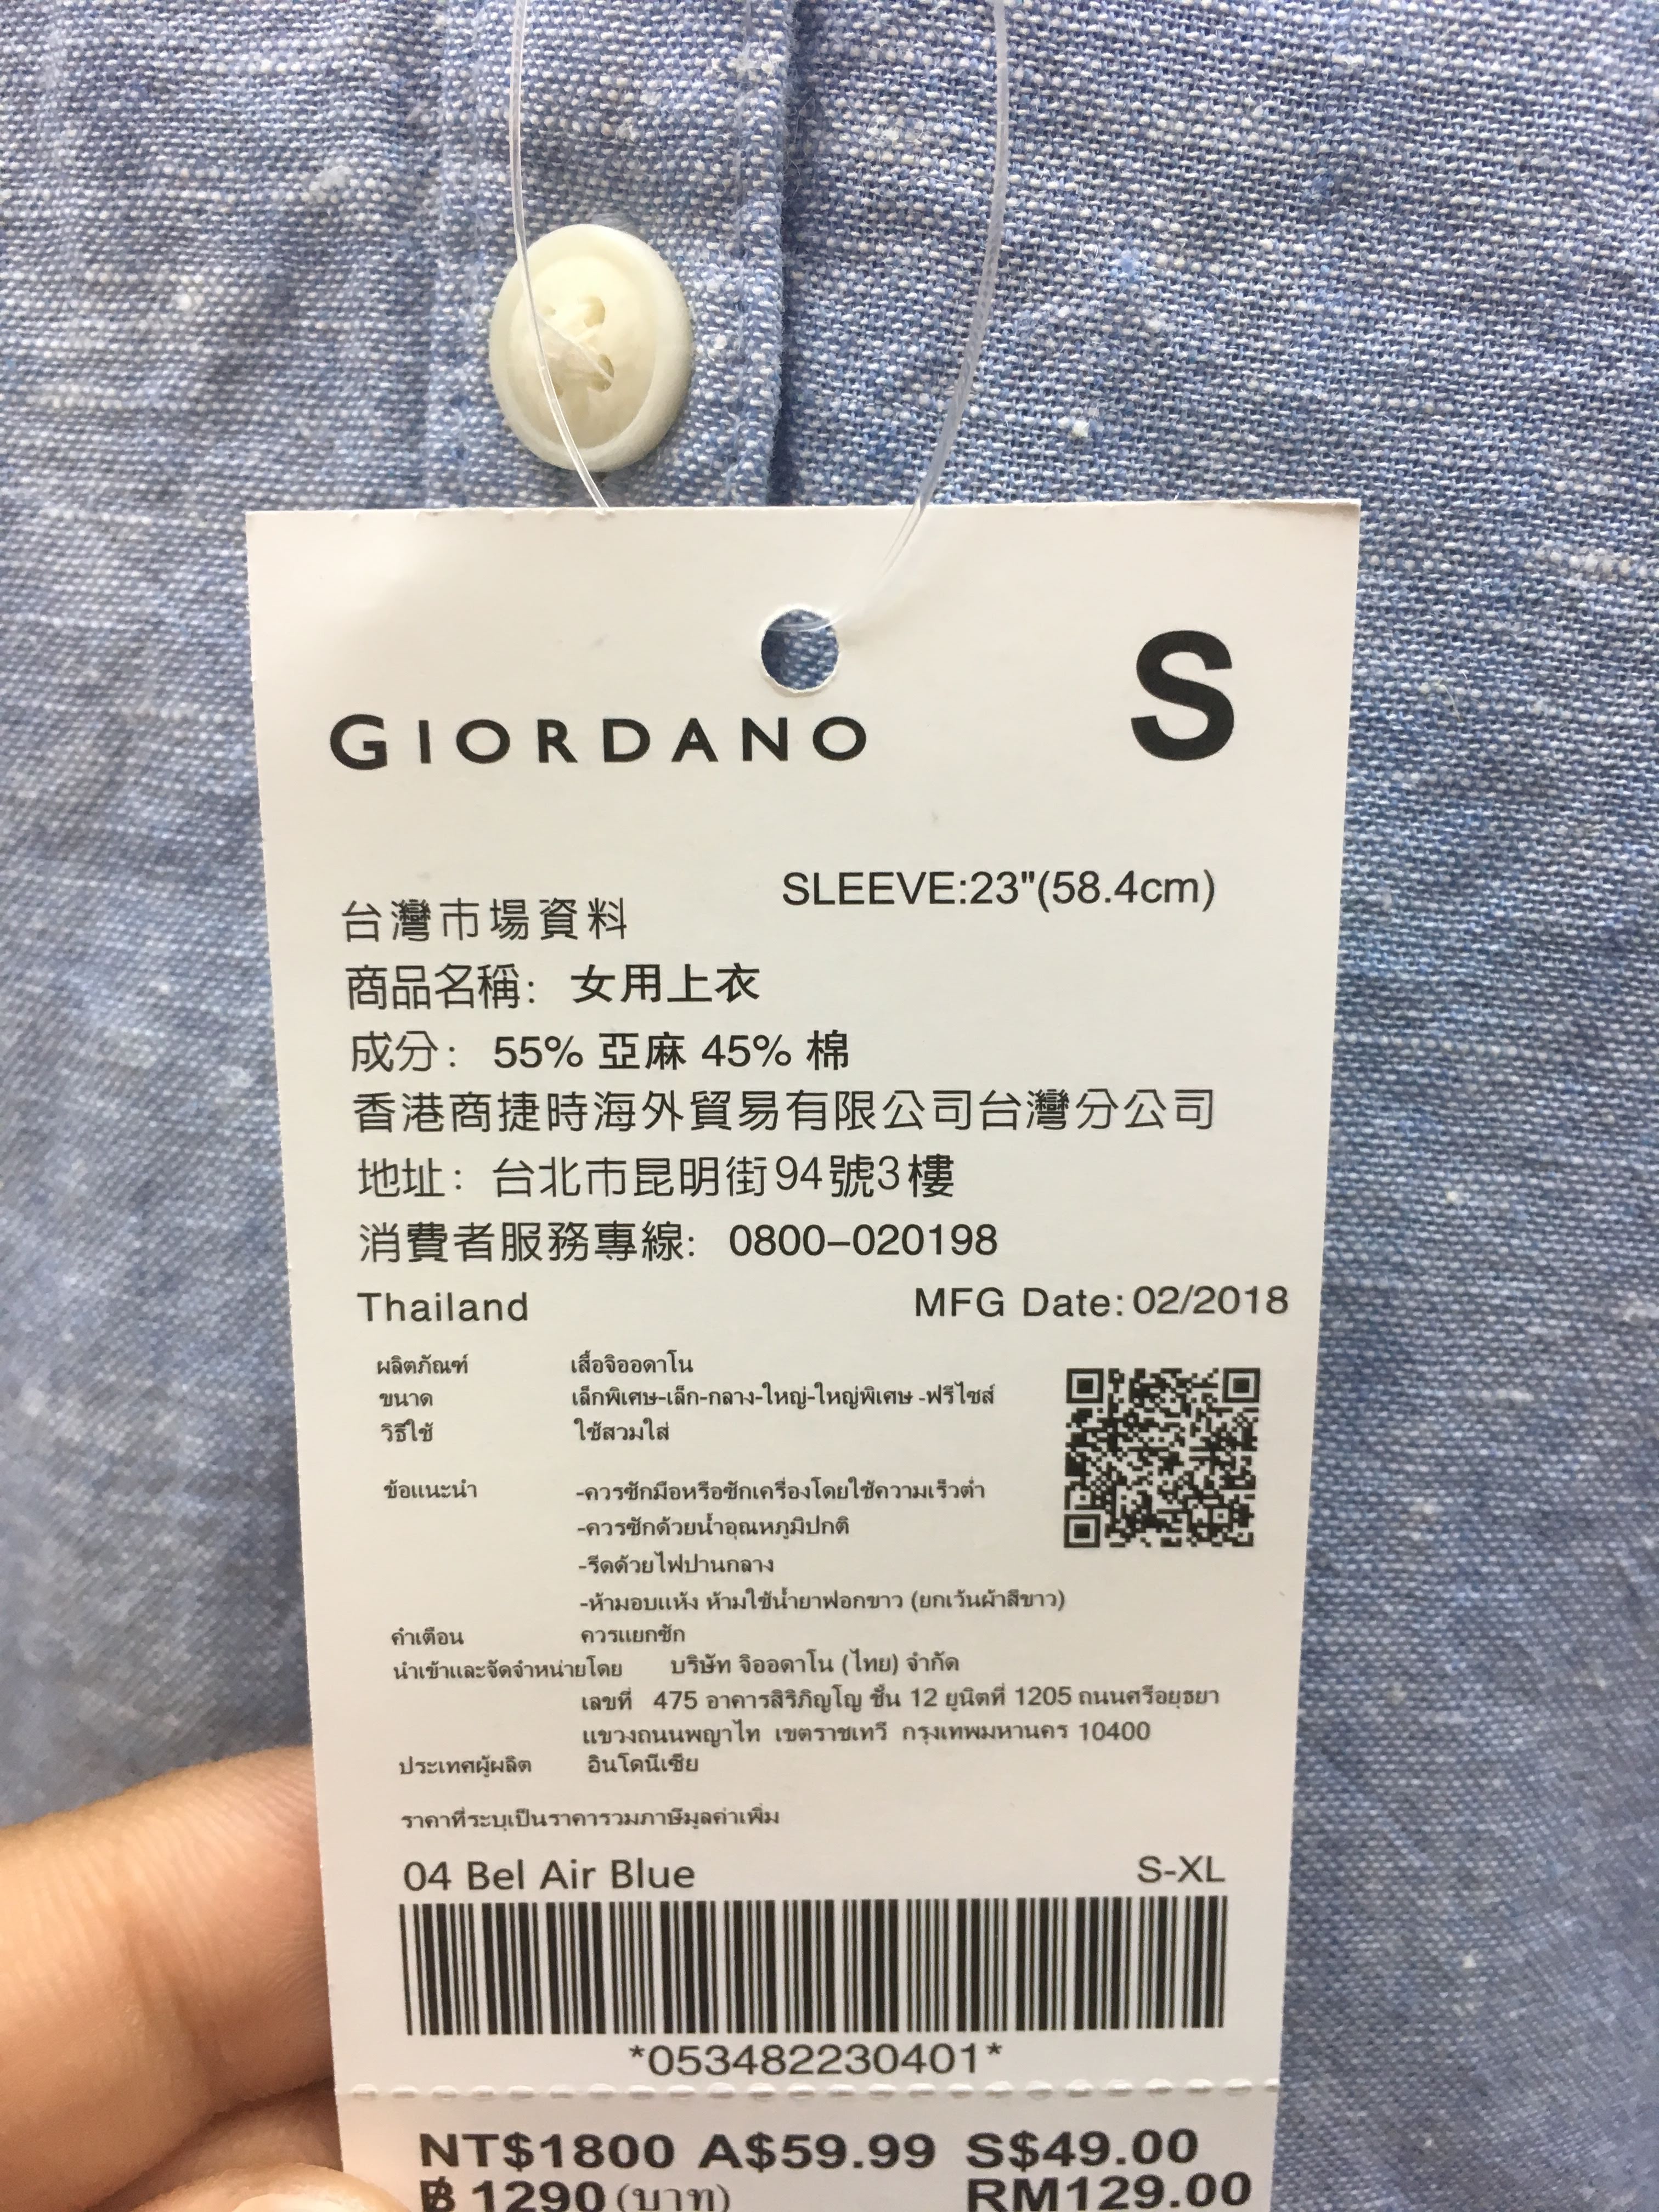 GIORDANO
S
SLEEVE:23"(58.4cm)
台灣市場資料
商品名稱: 女用上衣
成分: 55% 亞麻 45% 棉
香港商捷時海外貿易有限公司台灣分公司
地址: 台北市昆明街94號3樓
消費者服務專線: 0800-020198
Thailand MFG Date: 02/2018
ผลิตภัณฑ์ เสื้อจิออดาโน
ขนาด เล็กพิเศษ-เล็ก-กลาง-ใหญ่-ใหญ่พิเศษ -ฟรีไซส์
วิธีใช้ ใช้สวมใส่
ข้อแนะนำ -ควรซักมือหรือซักเครื่องโดยใช้ความเร็วต่ำ
-ควรซักด้วยน้ำอุณหภูมิปกติ
-รีดด้วยไฟปานกลาง
-ห้ามอบแห้ง ห้ามใช้น้ำยาฟอกขาว (ยกเว้นผ้าสีขาว)
คำเตือน ควรแยกซัก
นำเข้าและจัดจำหน่ายโดย บริษัท จิออดาโน (ไทย) จำกัด
เลขที่ 475 อาคารสิริภิญโญ ชั้น 12 ยูนิตที่ 1205 ถนนศรีอยุธยา
แขวงถนนพญาไท เขตราชเทวี กรุงเทพมหานคร 10400
ประเทศผู้ผลิต อินโดนีเซีย
ราคาที่ระบุเป็นราคารวมภาษีมูลค่าเพิ่ม
04 Bel Air Blue S-XL
*053482230401*
NT$1800 A$59.99 S$49.00
฿ 1290 (บาท) RM129.00